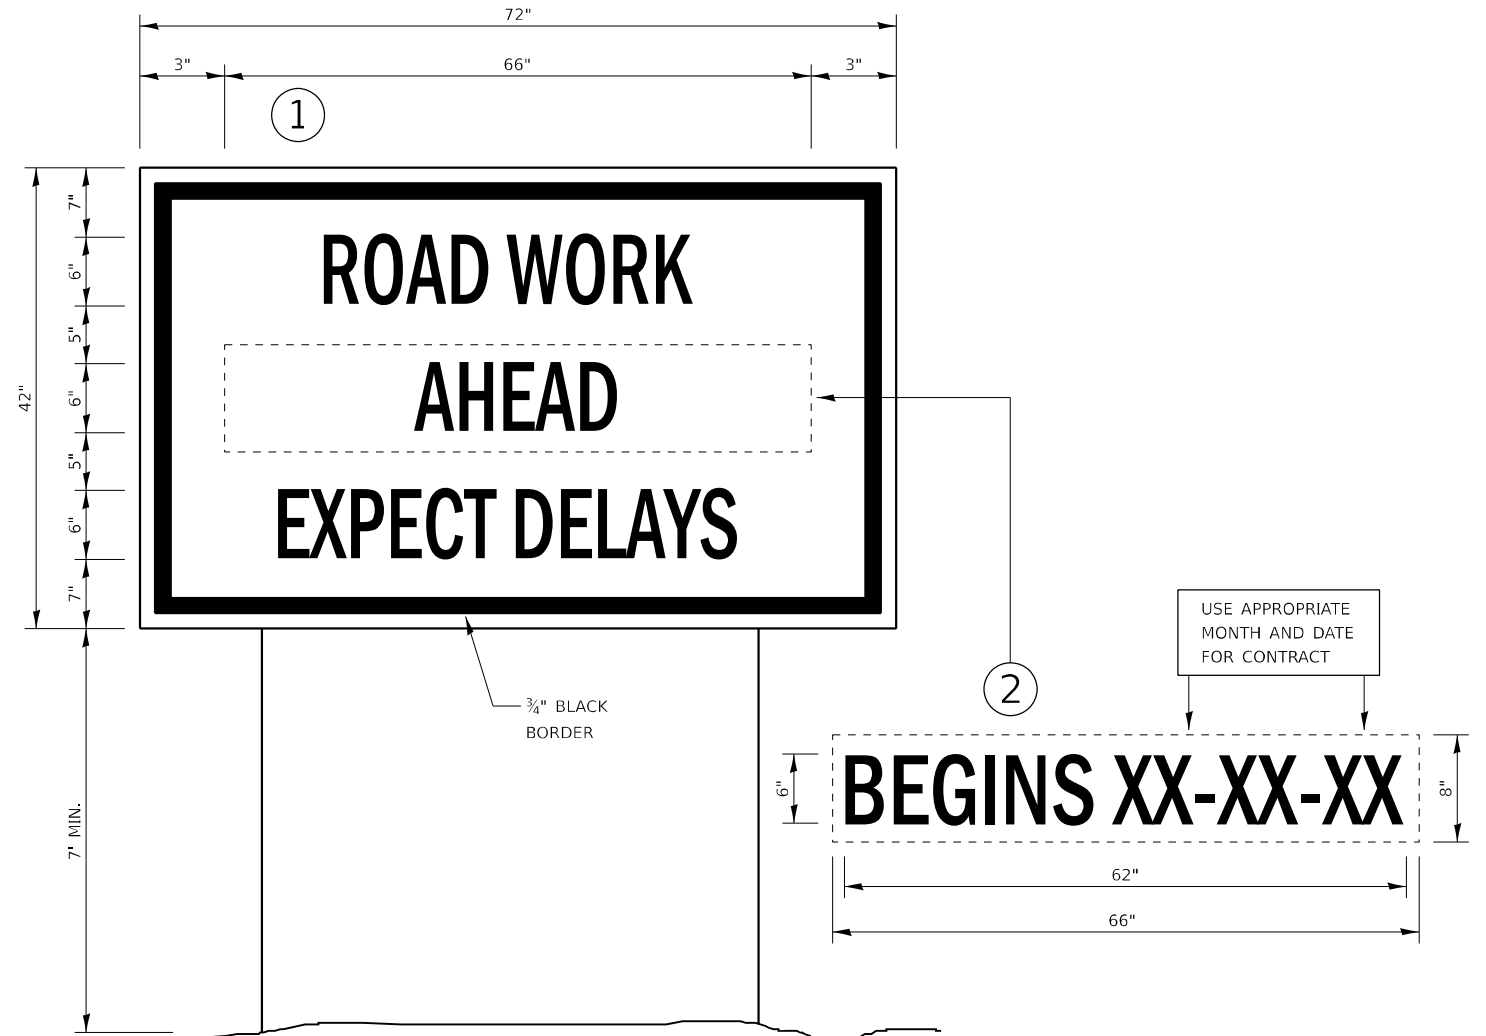 72"
3" 66" 3"
1
7"
6"
5"
6"
5"
6"
7"
42"
ROAD WORK
AHEAD
EXPECT DELAYS
¾" BLACK
BORDER
7' MIN.
2
USE APPROPRIATE
MONTH AND DATE
FOR CONTRACT
BEGINS XX-XX-XX
6"
8"
62"
66"